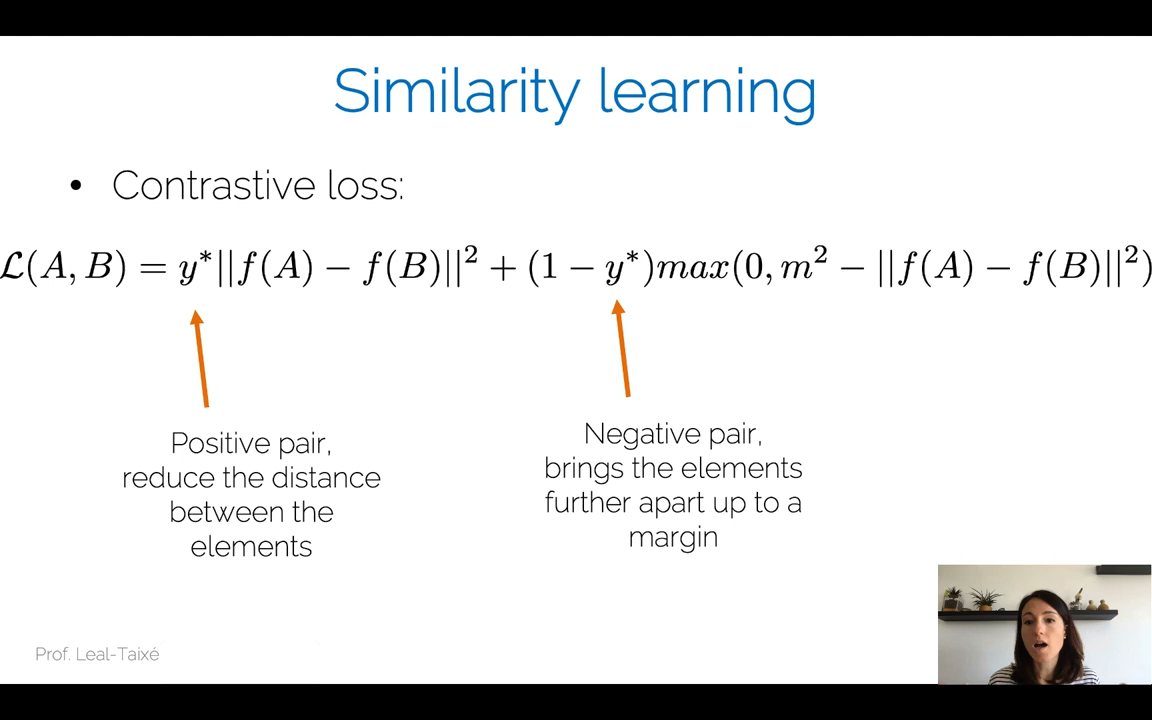 Similarity learning
• Contrastive loss:
ℒ(A, B) = y*||f(A) − f(B)||² + (1 − y*)max(0, m² − ||f(A) − f(B)||²)
Positive pair,
reduce the distance
between the
elements
Negative pair,
brings the elements
further apart up to a
margin
Prof. Leal-Taixé